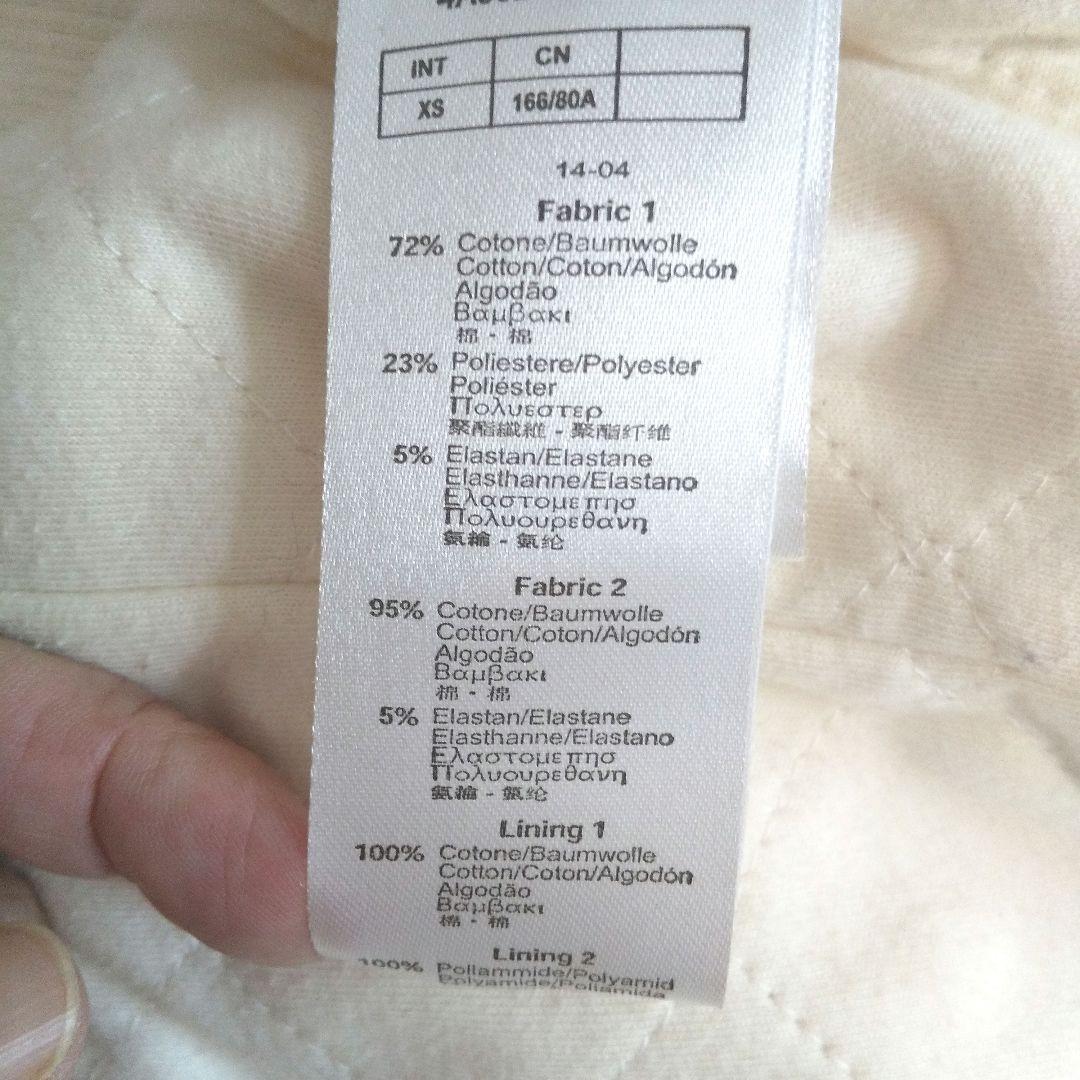 INT CN
XS 166/80A
14-04
Fabric 1
72% Cotone/Baumwolle
Cotton/Coton/Algodón
Algodão
Βαμβακι
棉 - 棉
23% Poliestere/Polyester
Poliéster
Πολυεστερ
聚酯纖維 - 聚酯纤维
5% Elastan/Elastane
Elasthanne/Elastano
Ελαστομεπησ
Πολυουρεθανη
氨綸 - 氨纶
Fabric 2
95% Cotone/Baumwolle
Cotton/Coton/Algodón
Algodão
Βαμβακι
棉 - 棉
5% Elastan/Elastane
Elasthanne/Elastano
Ελαστομεπησ
Πολυουρεθανη
氨綸 - 氨纶
Lining 1
100% Cotone/Baumwolle
Cotton/Coton/Algodón
Algodão
Βαμβακι
棉 - 棉
Lining 2
100% Poliammide/Polyamid
Polyamide/Poliamida